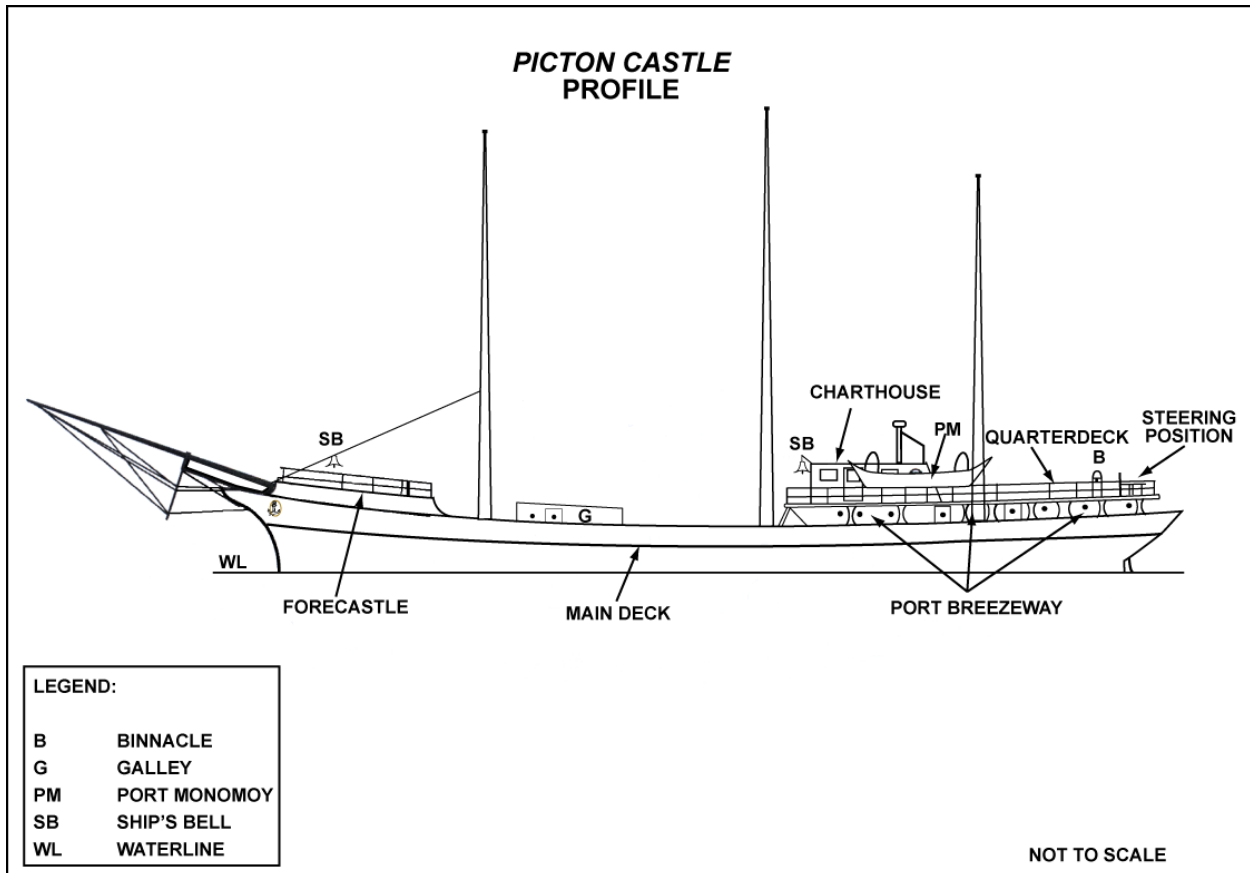 PICTON CASTLE
PROFILE
CHARTHOUSE
STEERING
POSITION
SB
SB
PM
QUARTERDECK
B
G
WL
FORECASTLE
MAIN DECK
PORT BREEZEWAY
LEGEND:
B BINNACLE
G GALLEY
PM PORT MONOMOY
SB SHIP'S BELL
WL WATERLINE
NOT TO SCALE